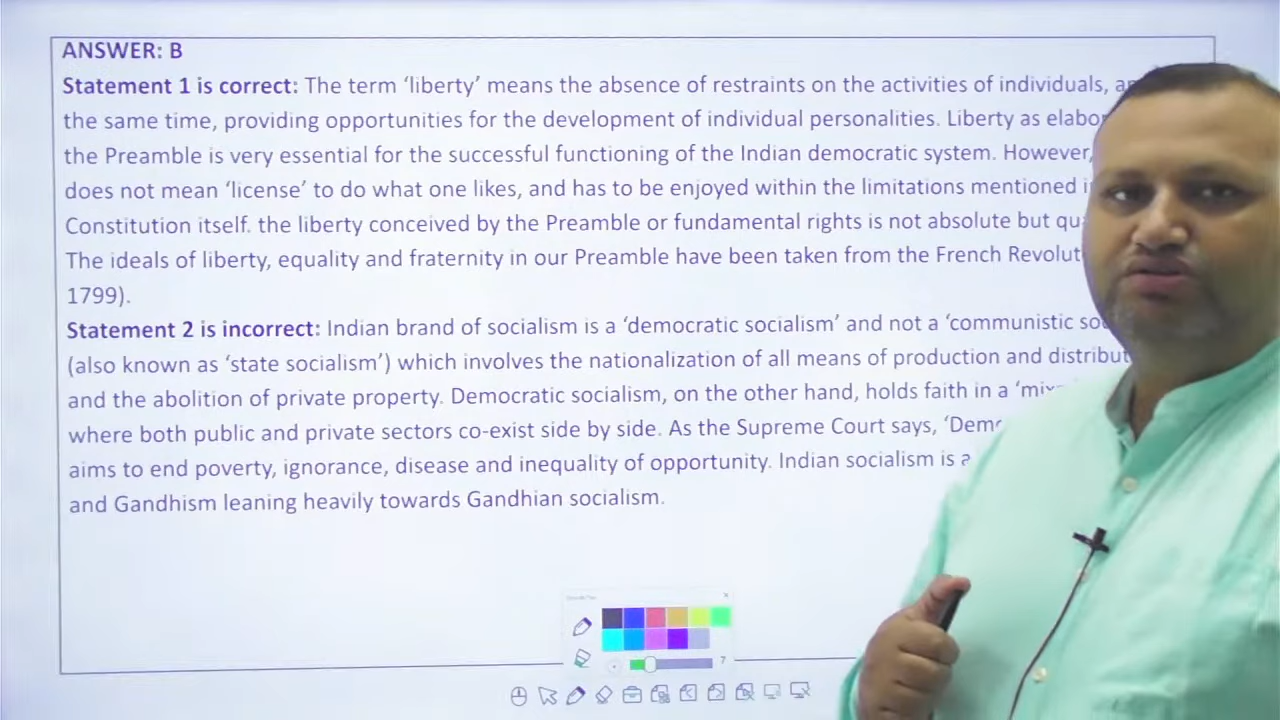 ANSWER: B
Statement 1 is correct: The term ‘liberty’ means the absence of restraints on the activities of individuals,
the same time, providing opportunities for the development of individual personalities. Liberty as
the Preamble is very essential for the successful functioning of the Indian democratic system. However,
does not mean ‘license’ to do what one likes, and has to be enjoyed within the limitations mentioned
Constitution itself. the liberty conceived by the Preamble or fundamental rights is not absolute but
The ideals of liberty, equality and fraternity in our Preamble have been taken from the French
1799).
Statement 2 is incorrect: Indian brand of socialism is a ‘democratic socialism’ and not a ‘communistic
(also known as ‘state socialism’) which involves the nationalization of all means of production and
and the abolition of private property. Democratic socialism, on the other hand, holds faith in a
where both public and private sectors co-exist side by side. As the Supreme Court says,
aims to end poverty, ignorance, disease and inequality of opportunity. Indian socialism is a
and Gandhism leaning heavily towards Gandhian socialism.
7